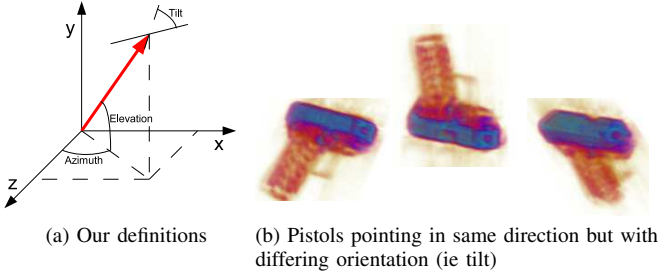 Tilt
y
Elevation
x
Azimuth
z
(a) Our definitions
(b) Pistols pointing in same direction but with
differing orientation (ie tilt)